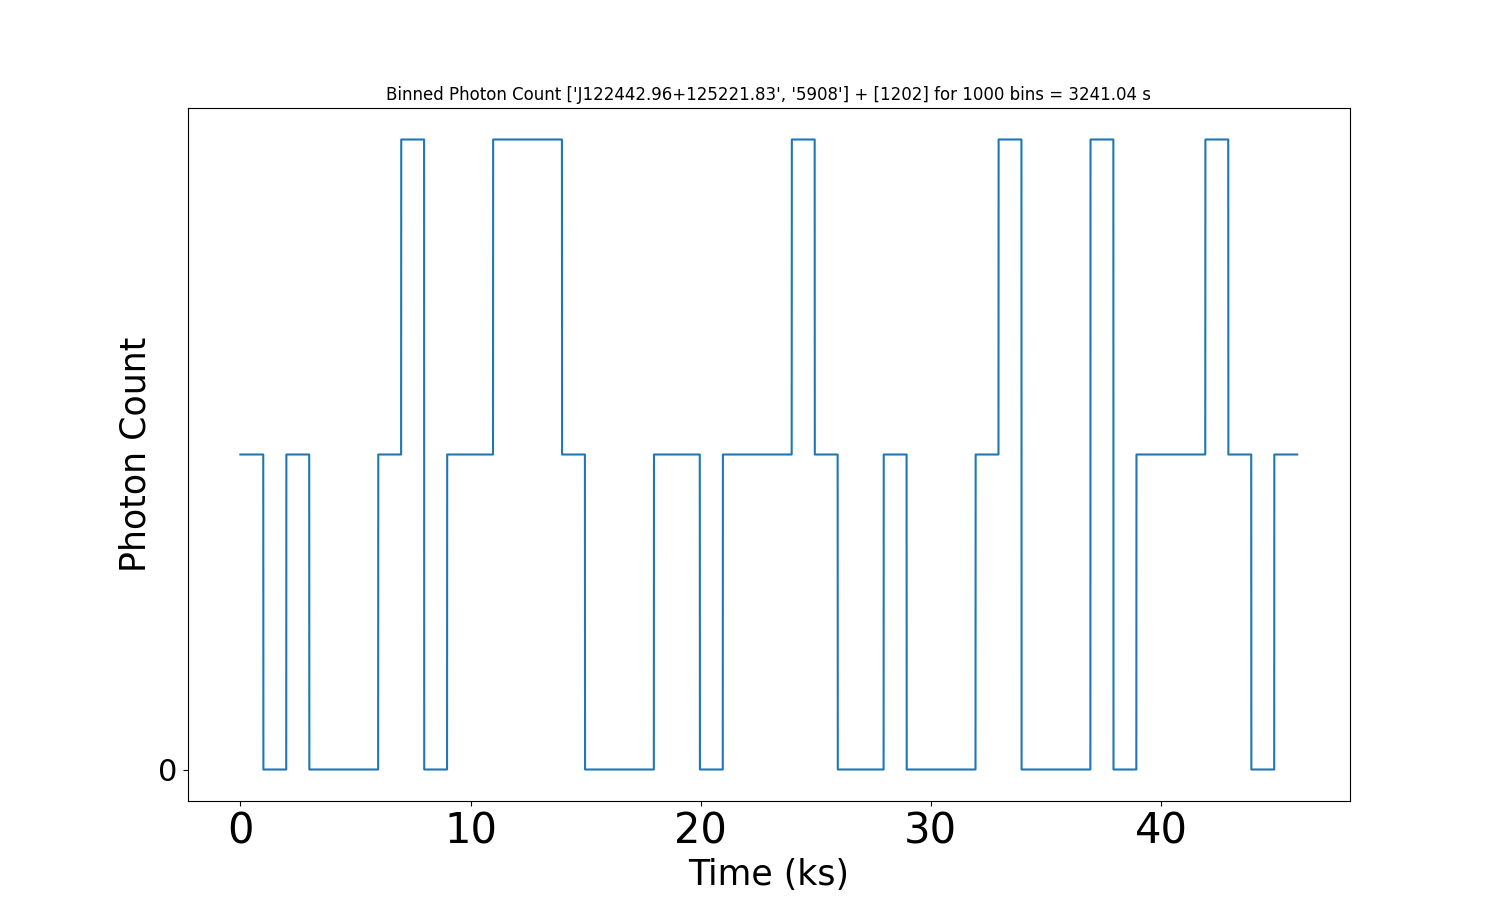 Binned Photon Count ['J122442.96+125221.83', '5908'] + [1202] for 1000 bins = 3241.04 s
Photon Count
0
0 10 20 30 40
Time (ks)